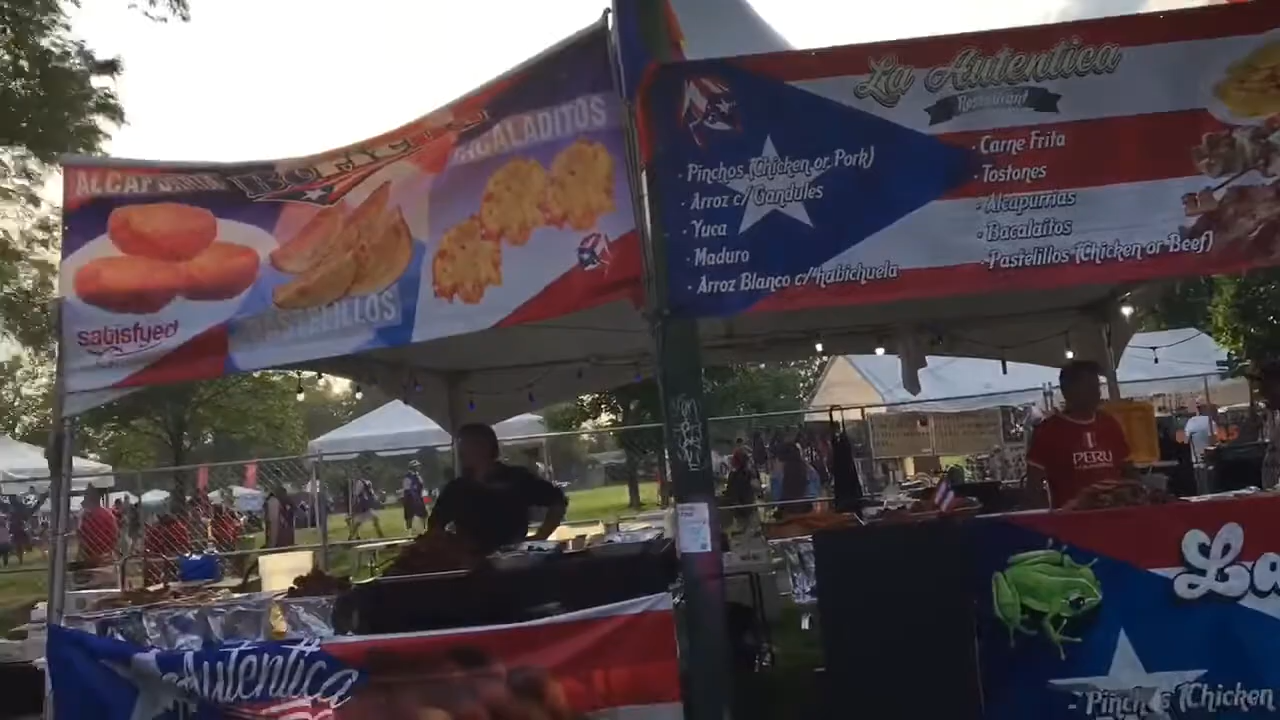 BACALADITOS
satisfyed
PASTELILLOS
La Autentica
Restaurant
· Pinchos (Chicken or Pork)
· Arroz c/Gandules
· Yuca
· Maduro
· Arroz Blanco c/habichuela
· Carne Frita
· Tostones
· Alcapurrias
· Bacalaitos
· Pastelillos (Chicken or Beef)
PERU
Autentica
La
- Pinchos (Chicken